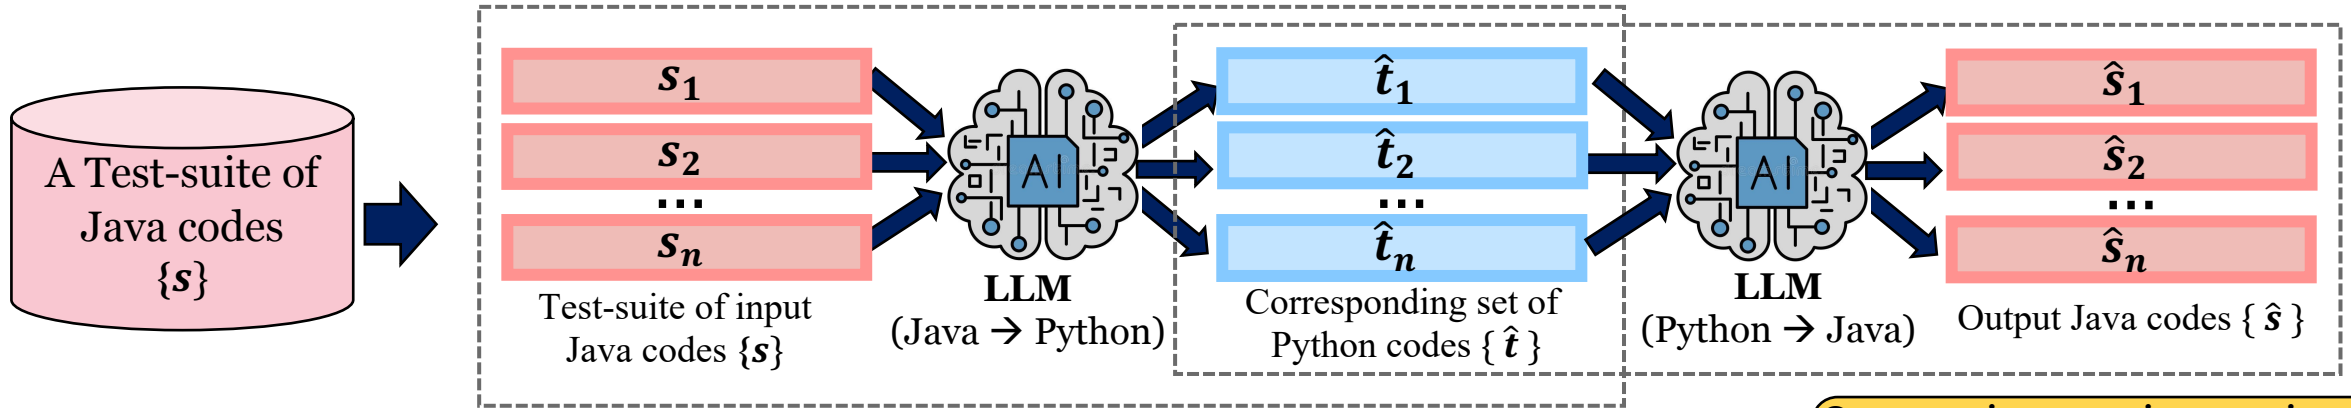 A Test-suite of
Java codes
{s}
s₁
s₂
...
sₙ
Test-suite of input
Java codes {s}
AI
LLM
(Java → Python)
t̂₁
t̂₂
...
t̂ₙ
Corresponding set of
Python codes { t̂ }
AI
LLM
(Python → Java)
ŝ₁
ŝ₂
...
ŝₙ
Output Java codes { ŝ }